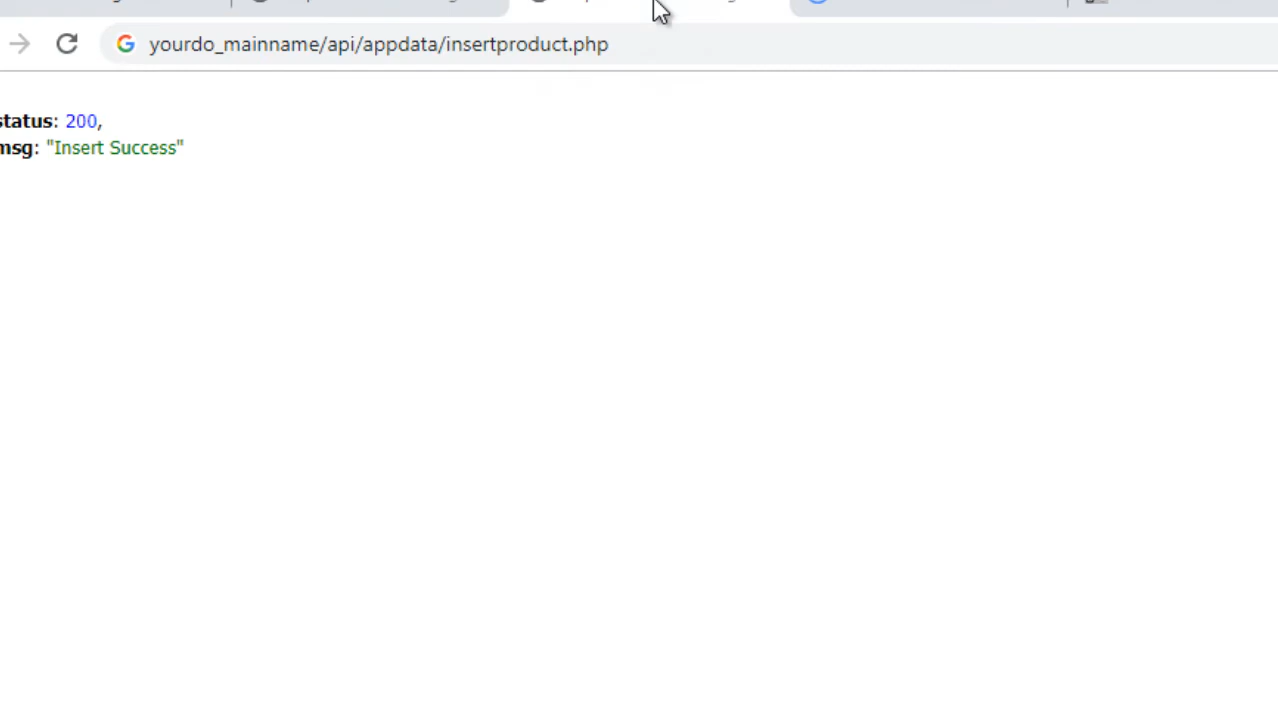 yourdo_mainname/api/appdata/insertproduct.php
status: 200,
msg: "Insert Success"